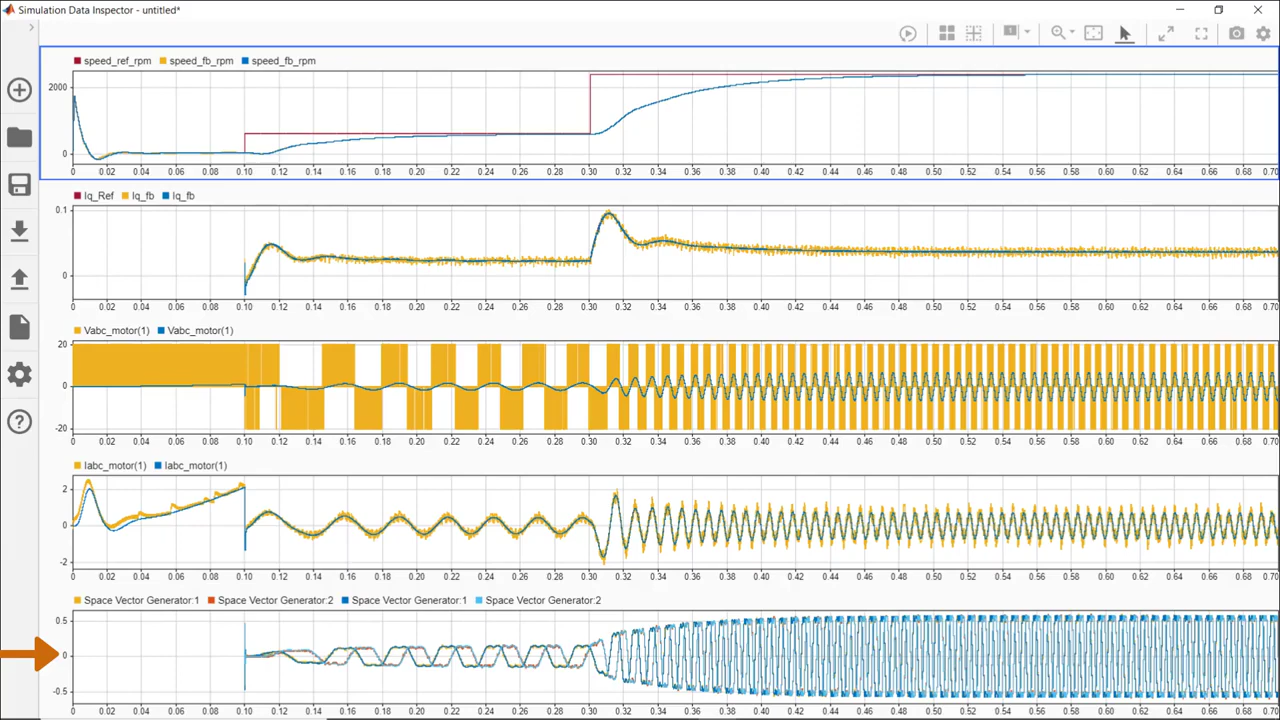 Simulation Data Inspector - untitled*
speed_ref_rpm speed_fb_rpm speed_fb_rpm
2000
0
0 0.02 0.04 0.06 0.08 0.10 0.12 0.14 0.16 0.18 0.20 0.22 0.24 0.26 0.28 0.30 0.32 0.34 0.36 0.38 0.40 0.42 0.44 0.46 0.48 0.50 0.52 0.54 0.56 0.58 0.60 0.62 0.64 0.66 0.68 0.70
Iq_Ref Iq_fb Iq_fb
0.1
0
0 0.02 0.04 0.06 0.08 0.10 0.12 0.14 0.16 0.18 0.20 0.22 0.24 0.26 0.28 0.30 0.32 0.34 0.36 0.38 0.40 0.42 0.44 0.46 0.48 0.50 0.52 0.54 0.56 0.58 0.60 0.62 0.64 0.66 0.68 0.70
Vabc_motor(1) Vabc_motor(1)
20
0
-20
0 0.02 0.04 0.06 0.08 0.10 0.12 0.14 0.16 0.18 0.20 0.22 0.24 0.26 0.28 0.30 0.32 0.34 0.36 0.38 0.40 0.42 0.44 0.46 0.48 0.50 0.52 0.54 0.56 0.58 0.60 0.62 0.64 0.66 0.68 0.70
Iabc_motor(1) Iabc_motor(1)
2
0
-2
0 0.02 0.04 0.06 0.08 0.10 0.12 0.14 0.16 0.18 0.20 0.22 0.24 0.26 0.28 0.30 0.32 0.34 0.36 0.38 0.40 0.42 0.44 0.46 0.48 0.50 0.52 0.54 0.56 0.58 0.60 0.62 0.64 0.66 0.68 0.70
Space Vector Generator:1 Space Vector Generator:2 Space Vector Generator:1 Space Vector Generator:2
0.5
0
-0.5
0 0.02 0.04 0.06 0.08 0.10 0.12 0.14 0.16 0.18 0.20 0.22 0.24 0.26 0.28 0.30 0.32 0.34 0.36 0.38 0.40 0.42 0.44 0.46 0.48 0.50 0.52 0.54 0.56 0.58 0.60 0.62 0.64 0.66 0.68 0.70